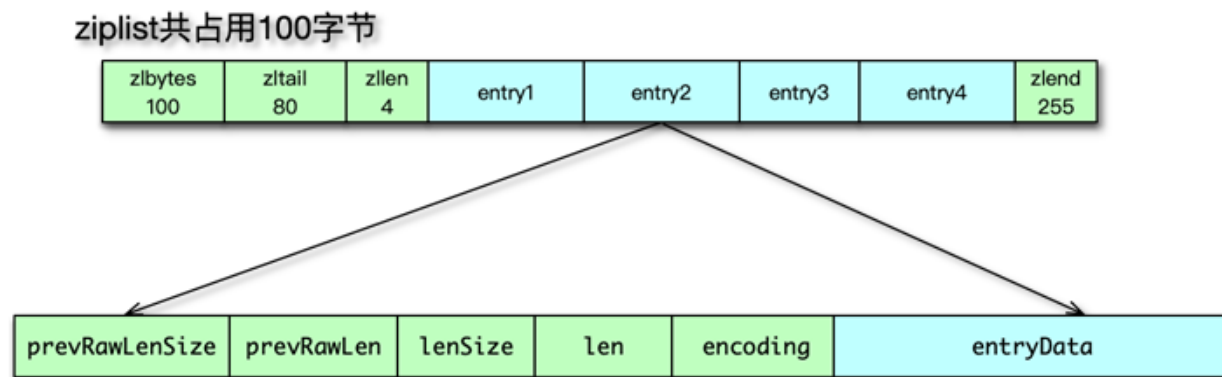 ziplist共占用100字节
zlbytes zltail zllen entry1 entry2 entry3 entry4 zlend
100 80 4 255
prevRawLenSize prevRawLen lenSize len encoding entryData